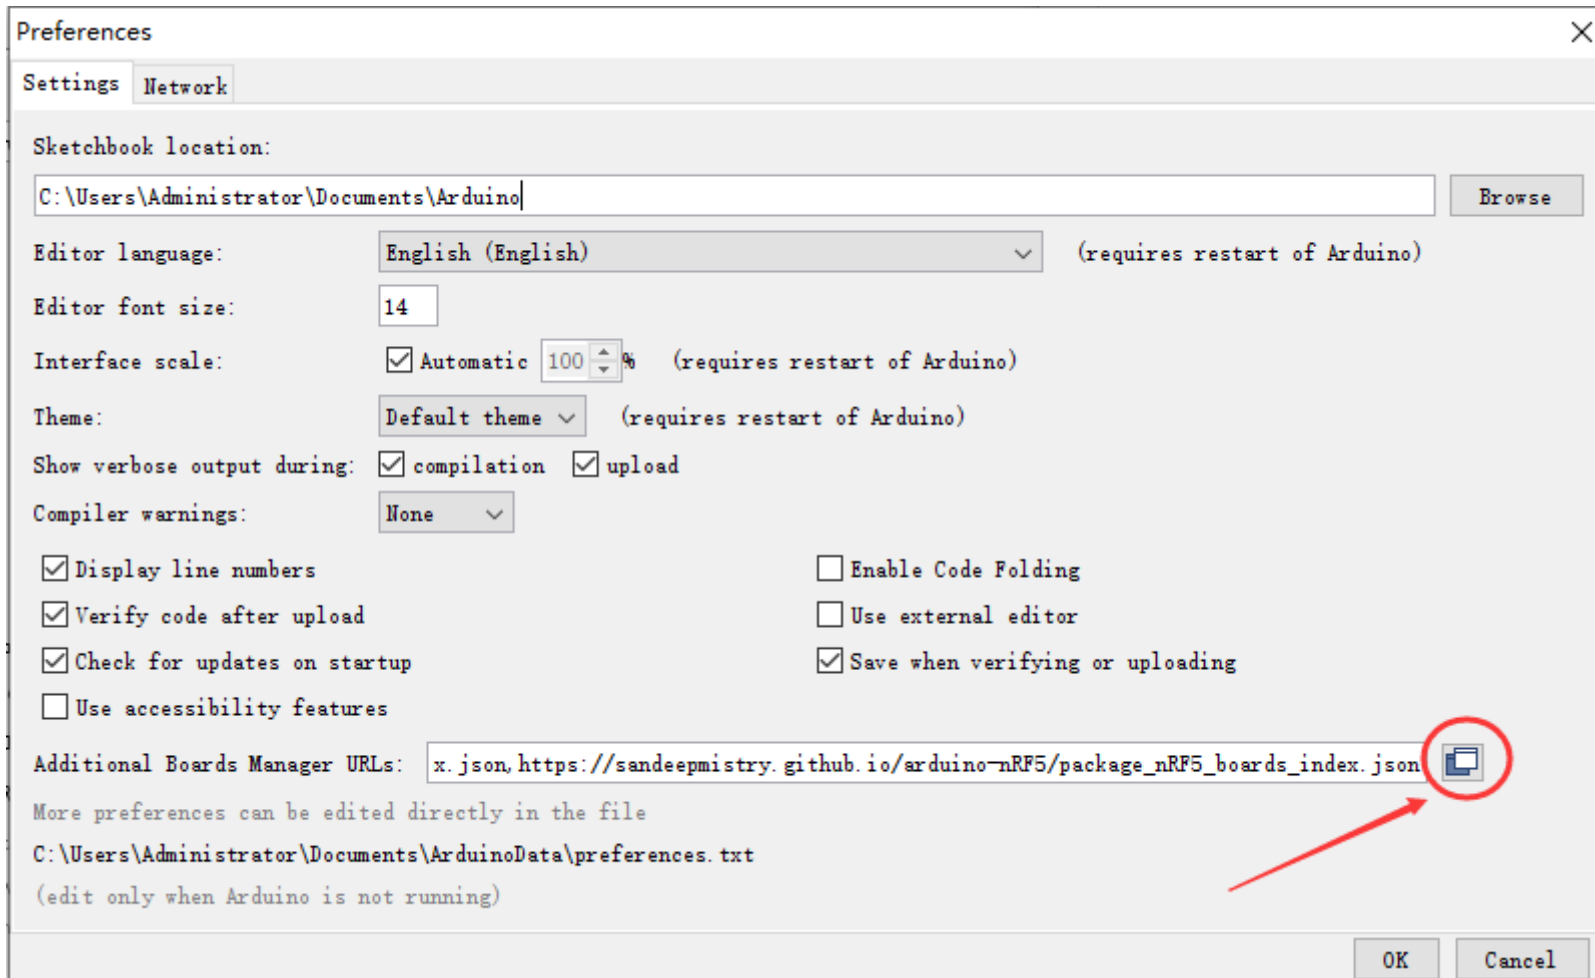 Preferences
Settings Network
Sketchbook location:
C:\Users\Administrator\Documents\Arduino Browse
Editor language: English (English) (requires restart of Arduino)
Editor font size: 14
Interface scale: Automatic 100 % (requires restart of Arduino)
Theme: Default theme (requires restart of Arduino)
Show verbose output during: compilation upload
Compiler warnings: None
Display line numbers Enable Code Folding
Verify code after upload Use external editor
Check for updates on startup Save when verifying or uploading
Use accessibility features
Additional Boards Manager URLs: x.json,https://sandeepmistry.github.io/arduino-nRF5/package_nRF5_boards_index.json
More preferences can be edited directly in the file
C:\Users\Administrator\Documents\ArduinoData\preferences.txt
(edit only when Arduino is not running)
OK Cancel